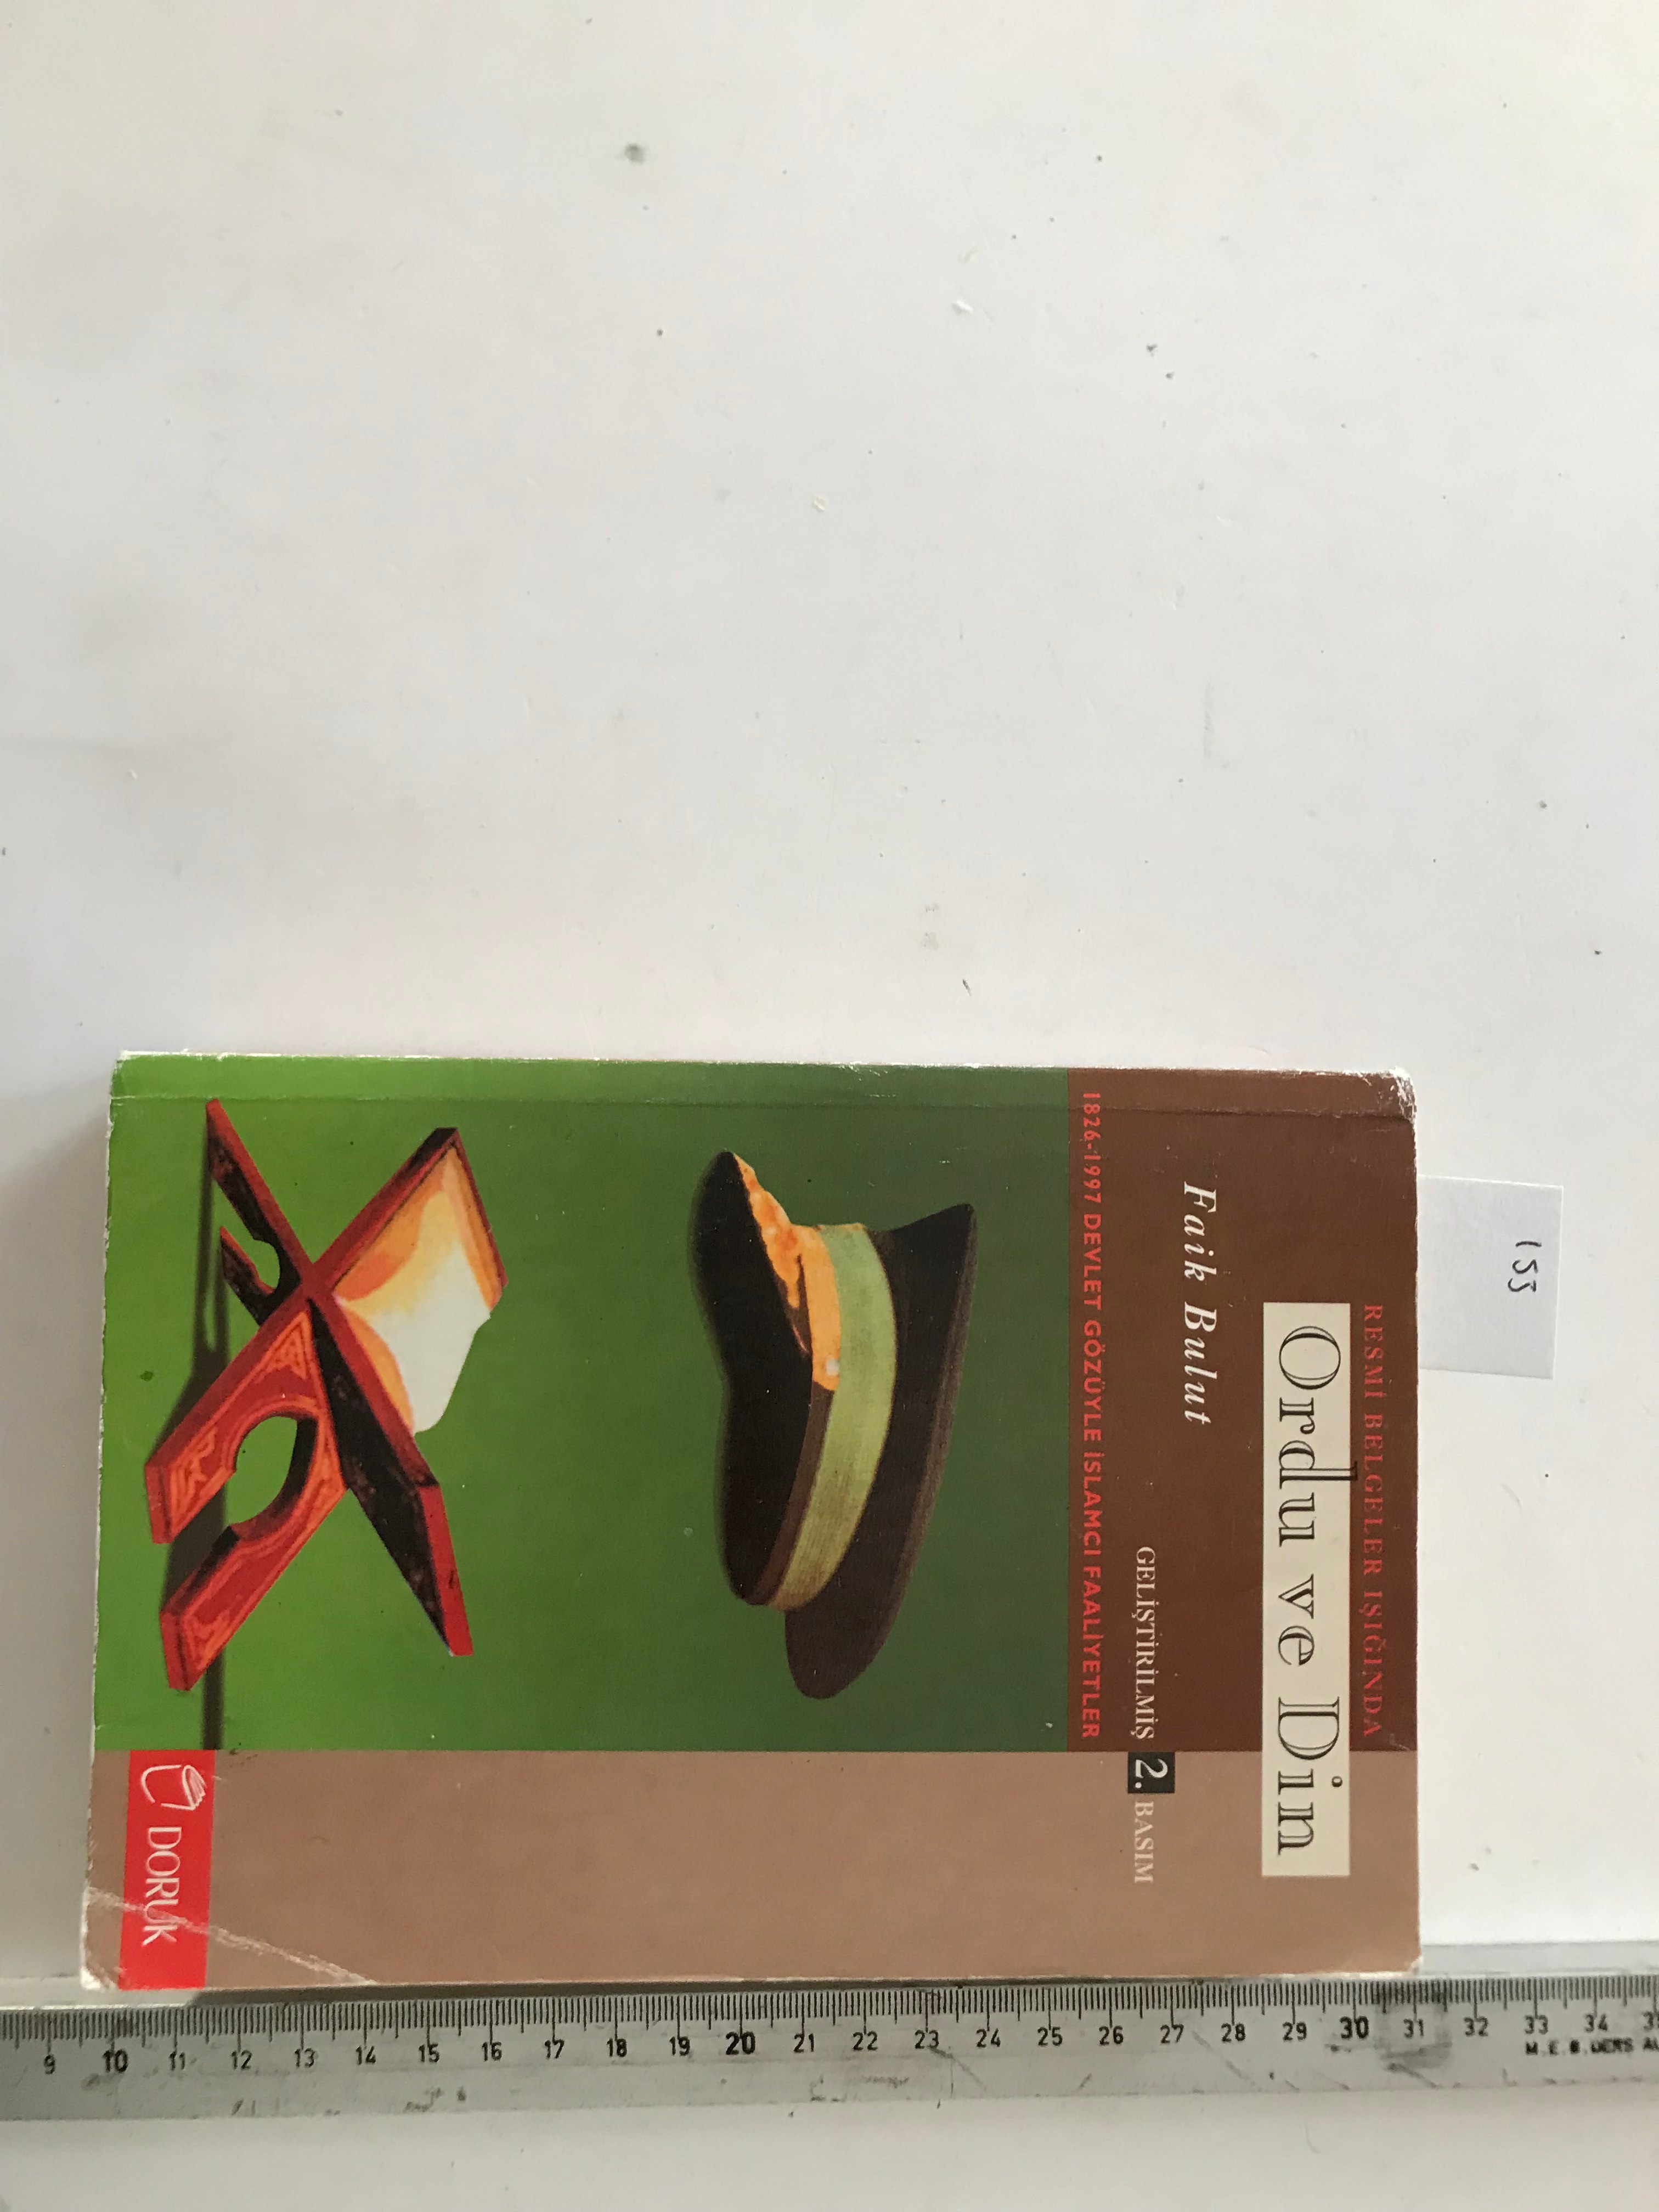 155
RESMİ BELGELER IŞIĞINDA
Ordu ve Din
Faik Bulut
GELİŞTİRİLMİŞ 2. BASIM
1826-1997 DEVLET GÖZÜYLE İSLAMCI FAALİYETLER
DORUK
9 10 11 12 13 14 15 16 17 18 19 20 21 22 23 24 25 26 27 28 29 30 31 32 33 34
M.E.B. DERS